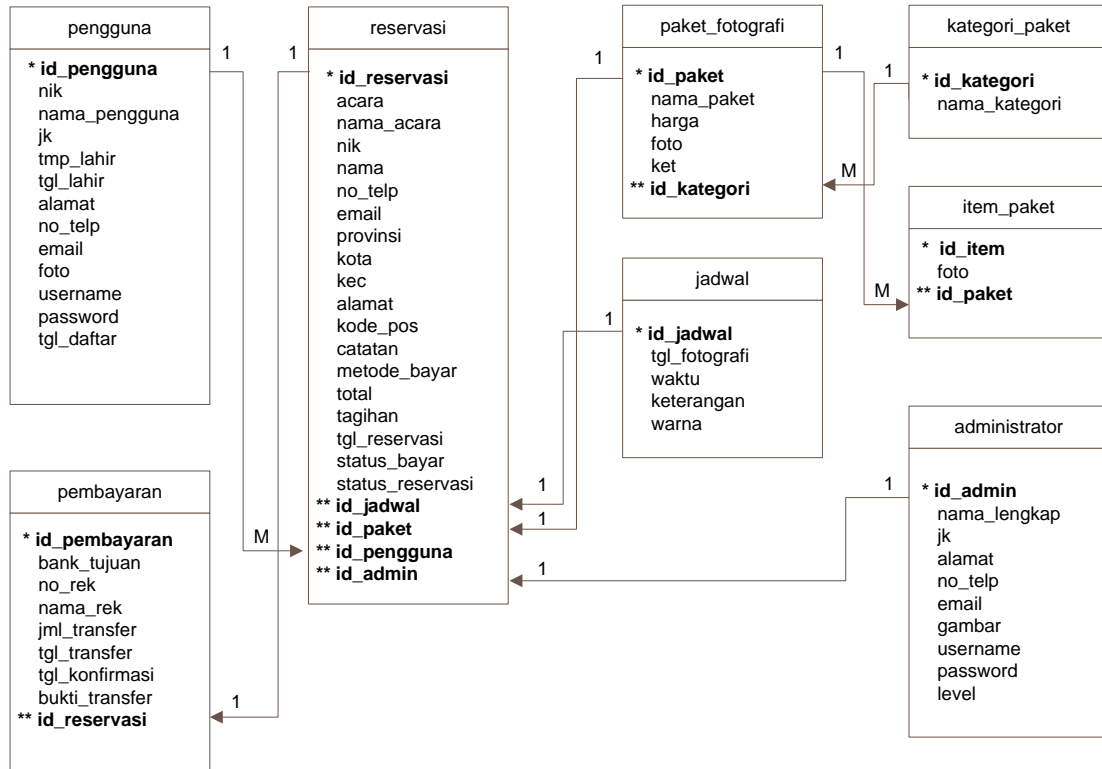 pengguna
* id_pengguna
nik
nama_pengguna
jk
tmp_lahir
tgl_lahir
alamat
no_telp
email
foto
username
password
tgl_daftar
1
M
reservasi
* id_reservasi
acara
nama_acara
nik
nama
no_telp
email
provinsi
kota
kec
alamat
kode_pos
catatan
metode_bayar
total
tagihan
tgl_reservasi
status_bayar
status_reservasi
** id_jadwal
** id_paket
** id_pengguna
** id_admin
1
1
1
1
paket_fotografi
* id_paket
nama_paket
harga
foto
ket
** id_kategori
1
1
M
M
kategori_paket
* id_kategori
nama_kategori
1
item_paket
* id_item
foto
** id_paket
jadwal
* id_jadwal
tgl_fotografi
waktu
keterangan
warna
1
administrator
* id_admin
nama_lengkap
jk
alamat
no_telp
email
gambar
username
password
level
1
pembayaran
* id_pembayaran
bank_tujuan
no_rek
nama_rek
jml_transfer
tgl_transfer
tgl_konfirmasi
bukti_transfer
** id_reservasi
1